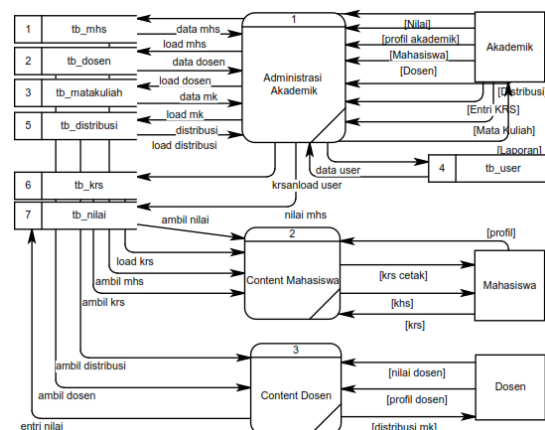 1 tb_mhs
data mhs
load mhs
2 tb_dosen
data dosen
load dosen
3 tb_matakuliah
data mk
load mk
5 tb_distribusi
distribusi
load distribusi
6 tb_krs
7 tb_nilai
1
Administrasi
Akademik
[Nilai]
[profil akademik]
[Mahasiswa]
[Dosen]
Akademik
[Distribusi]
[Entri KRS]
[Mata Kuliah]
[Laporan]
4 tb_user
data user
krsanload user
nilai mhs
ambil nilai
load krs
ambil mhs
ambil krs
2
Content Mahasiswa
[profil]
[krs cetak]
[khs]
[krs]
Mahasiswa
3
Content Dosen
ambil distribusi
ambil dosen
entri nilai
[nilai dosen]
[profil dosen]
[distribusi mk]
Dosen